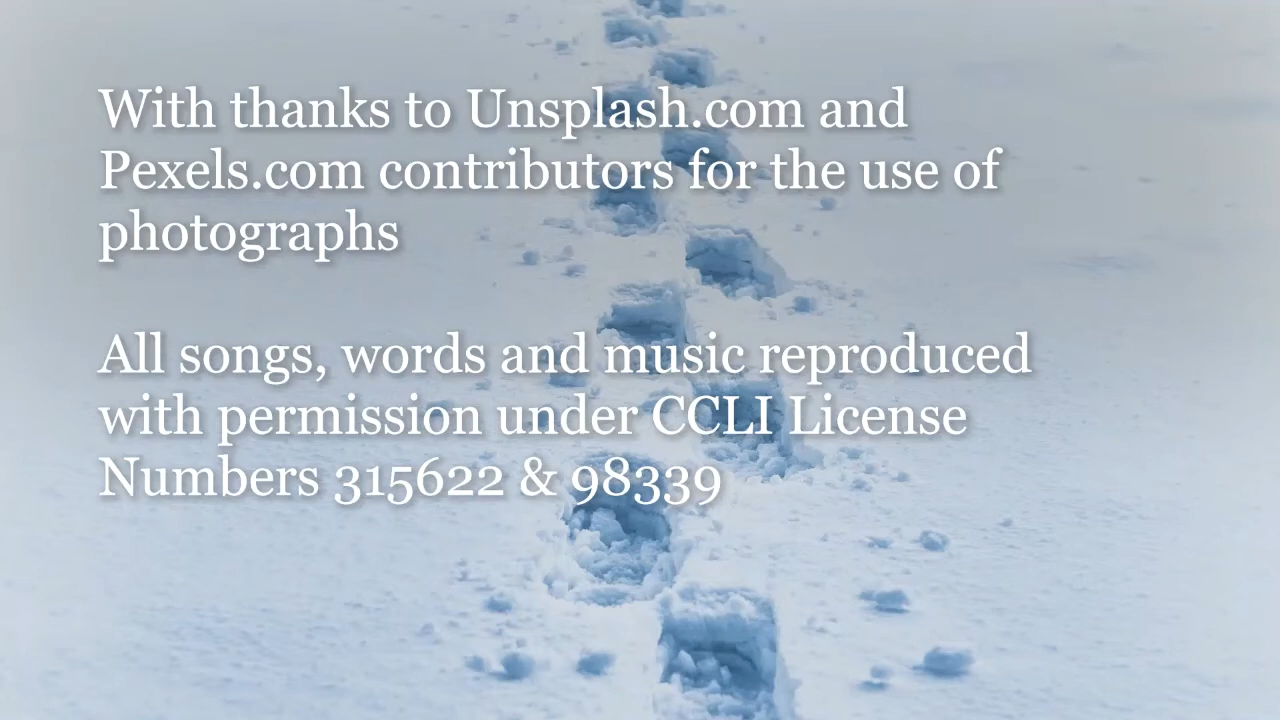 With thanks to Unsplash.com and
Pexels.com contributors for the use of
photographs
All songs, words and music reproduced
with permission under CCLI License
Numbers 315622 & 98339